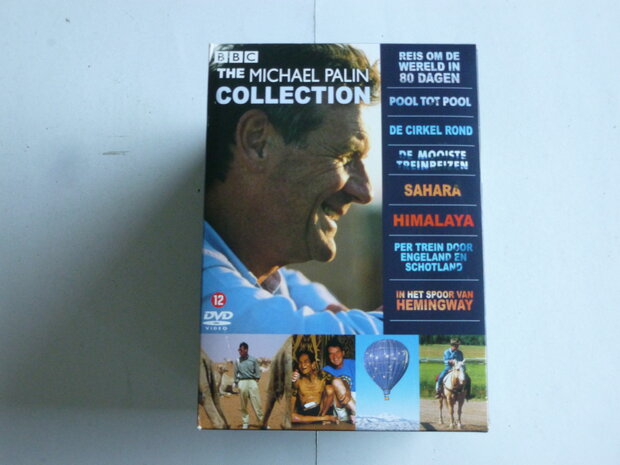 BBC
THE MICHAEL PALIN
COLLECTION
REIS OM DE
WERELD IN
80 DAGEN
POOL TOT POOL
DE CIRKEL ROND
DE MOOISTE
TREINREIZEN
SAHARA
HIMALAYA
PER TREIN DOOR
ENGELAND EN
SCHOTLAND
IN HET SPOOR VAN
HEMINGWAY
12
DVD
VIDEO